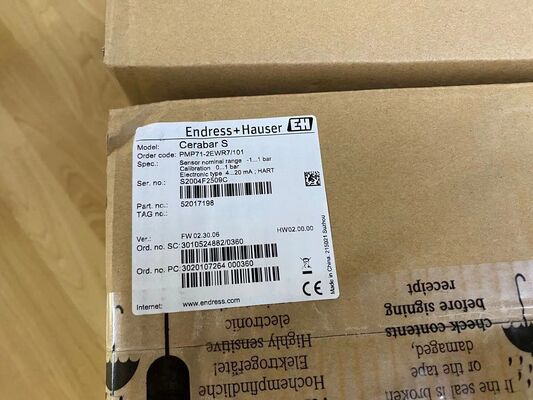 Endress+Hauser EH
Model: Cerabar S
Order code: PMP71-2EWR7/101
Spec.: Sensor nominal range -1...1 bar
Calibration 0...1 bar
Electronic type 4...20 mA ; HART
Ser. no.: S2004F2509C
Part. no.: 52017198
TAG no.:
Ver.: FW 02.30.06 HW02.00.00
Ord. no. SC: 3010524882/0360
Ord. no. PC: 3020107264 000360
Internet: www.endress.com
Made in China, 215021 Suzhou
CE
Hochempfindliche
Elektrogeräte!
Highly sensitive
electronic
If the seal is broken
or the tape
damaged,
check contents
before signing
receipt